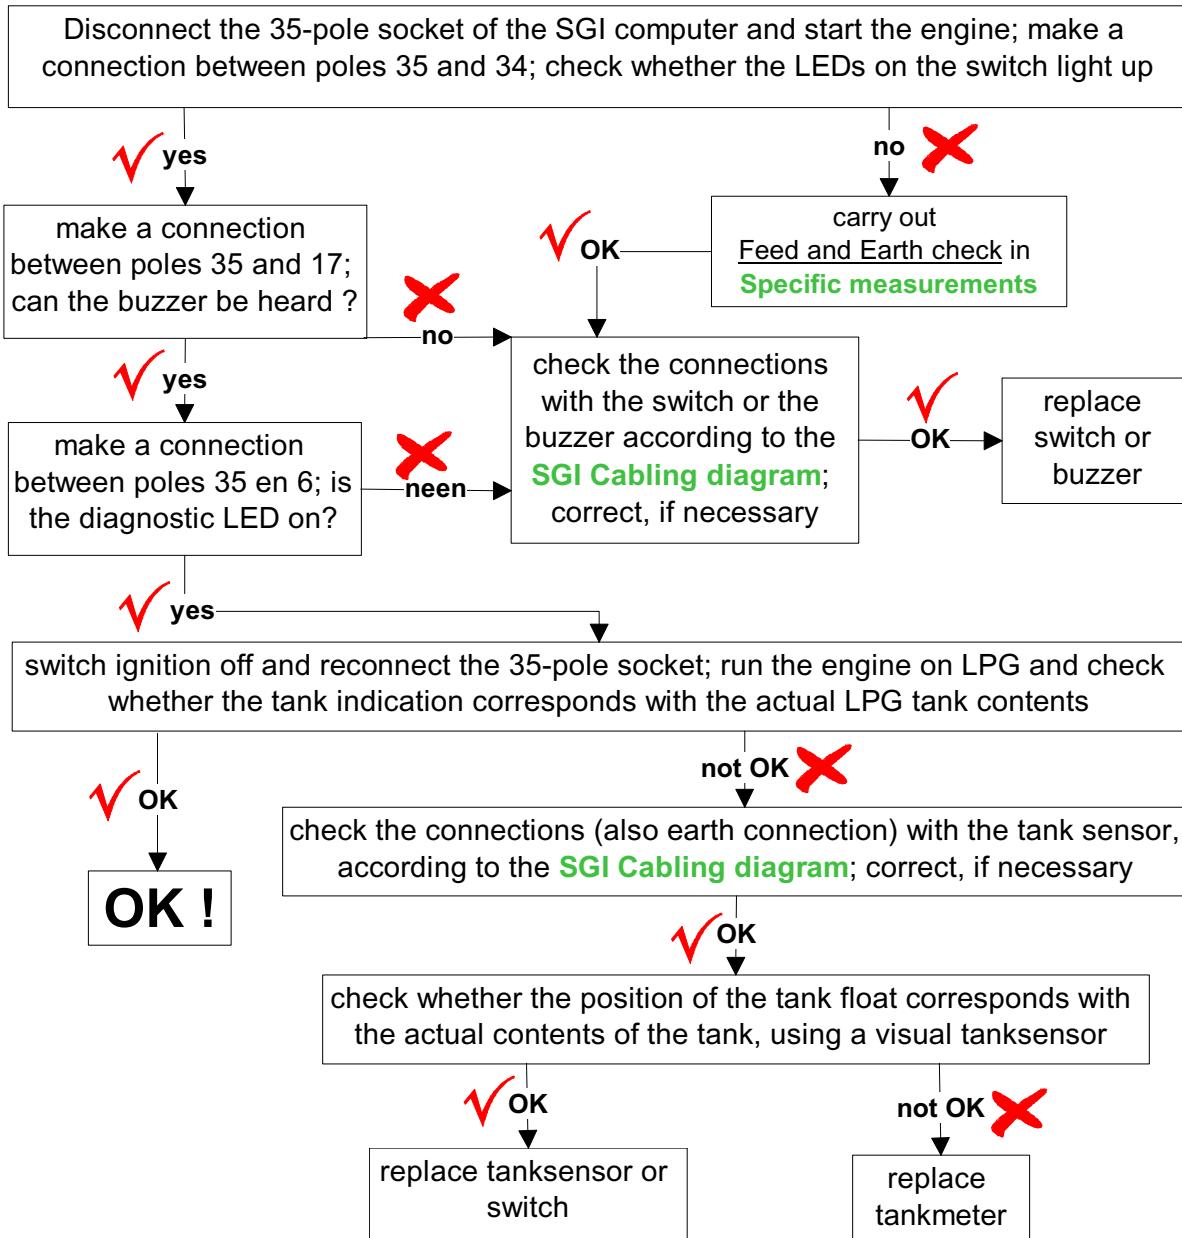 Disconnect the 35-pole socket of the SGI computer and start the engine; make a
connection between poles 35 and 34; check whether the LEDs on the switch light up
yes
no
make a connection
between poles 35 and 17;
can the buzzer be heard ?
carry out
Feed and Earth check in
Specific measurements
OK
no
yes
check the connections
with the switch or the
buzzer according to the
SGI Cabling diagram;
correct, if necessary
OK
replace
switch or
buzzer
make a connection
between poles 35 en 6; is
the diagnostic LED on?
neen
yes
switch ignition off and reconnect the 35-pole socket; run the engine on LPG and check
whether the tank indication corresponds with the actual LPG tank contents
OK
not OK
OK !
check the connections (also earth connection) with the tank sensor,
according to the SGI Cabling diagram; correct, if necessary
OK
check whether the position of the tank float corresponds with
the actual contents of the tank, using a visual tanksensor
OK
not OK
replace tanksensor or
switch
replace
tankmeter